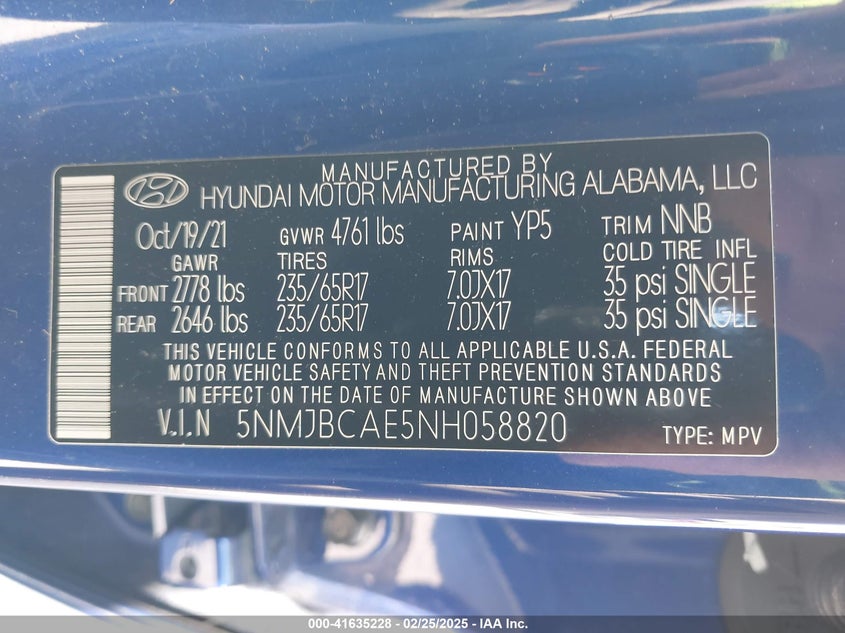 MANUFACTURED BY
HYUNDAI MOTOR MANUFACTURING ALABAMA, LLC
Oct/19/21 GVWR 4761 lbs PAINT YP5 TRIM NNB
GAWR TIRES RIMS COLD TIRE INFL
FRONT 2778 lbs 235/65R17 7.0JX17 35 psi SINGLE
REAR 2646 lbs 235/65R17 7.0JX17 35 psi SINGLE
THIS VEHICLE CONFORMS TO ALL APPLICABLE U.S.A. FEDERAL
MOTOR VEHICLE SAFETY AND THEFT PREVENTION STANDARDS
IN EFFECT ON THE DATE OF MANUFACTURE SHOWN ABOVE
V.I.N 5NMJBCAE5NH058820 TYPE: MPV
000-41635228 - 02/25/2025 - IAA Inc.